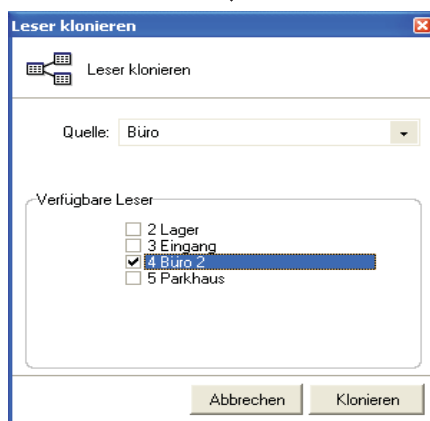 Leser klonieren
Leser klonieren
Quelle: Büro
Verfügbare Leser
2 Lager
3 Eingang
4 Büro 2
5 Parkhaus
Abbrechen Klonieren